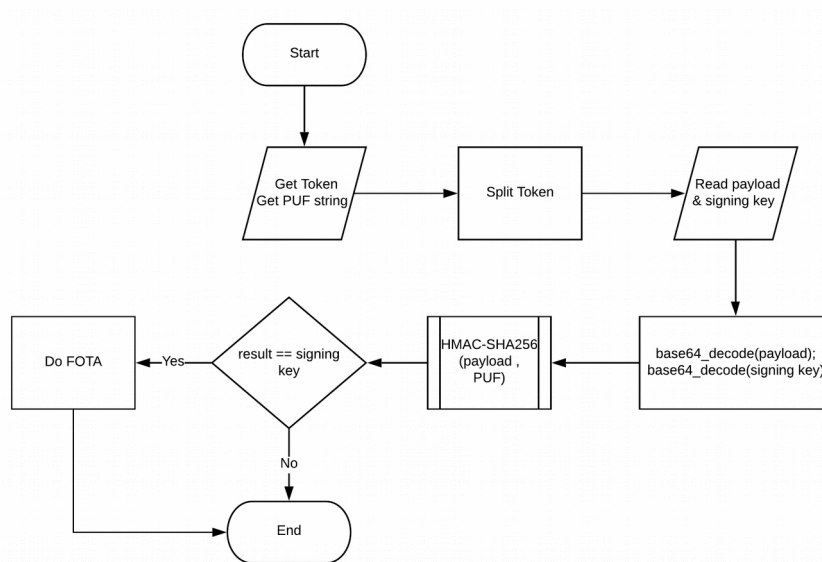 Start
Get Token
Get PUF string
Split Token
Read payload
& signing key
base64_decode(payload);
base64_decode(signing key)
HMAC-SHA256
(payload ,
PUF)
result == signing
key
Yes
Do FOTA
No
End